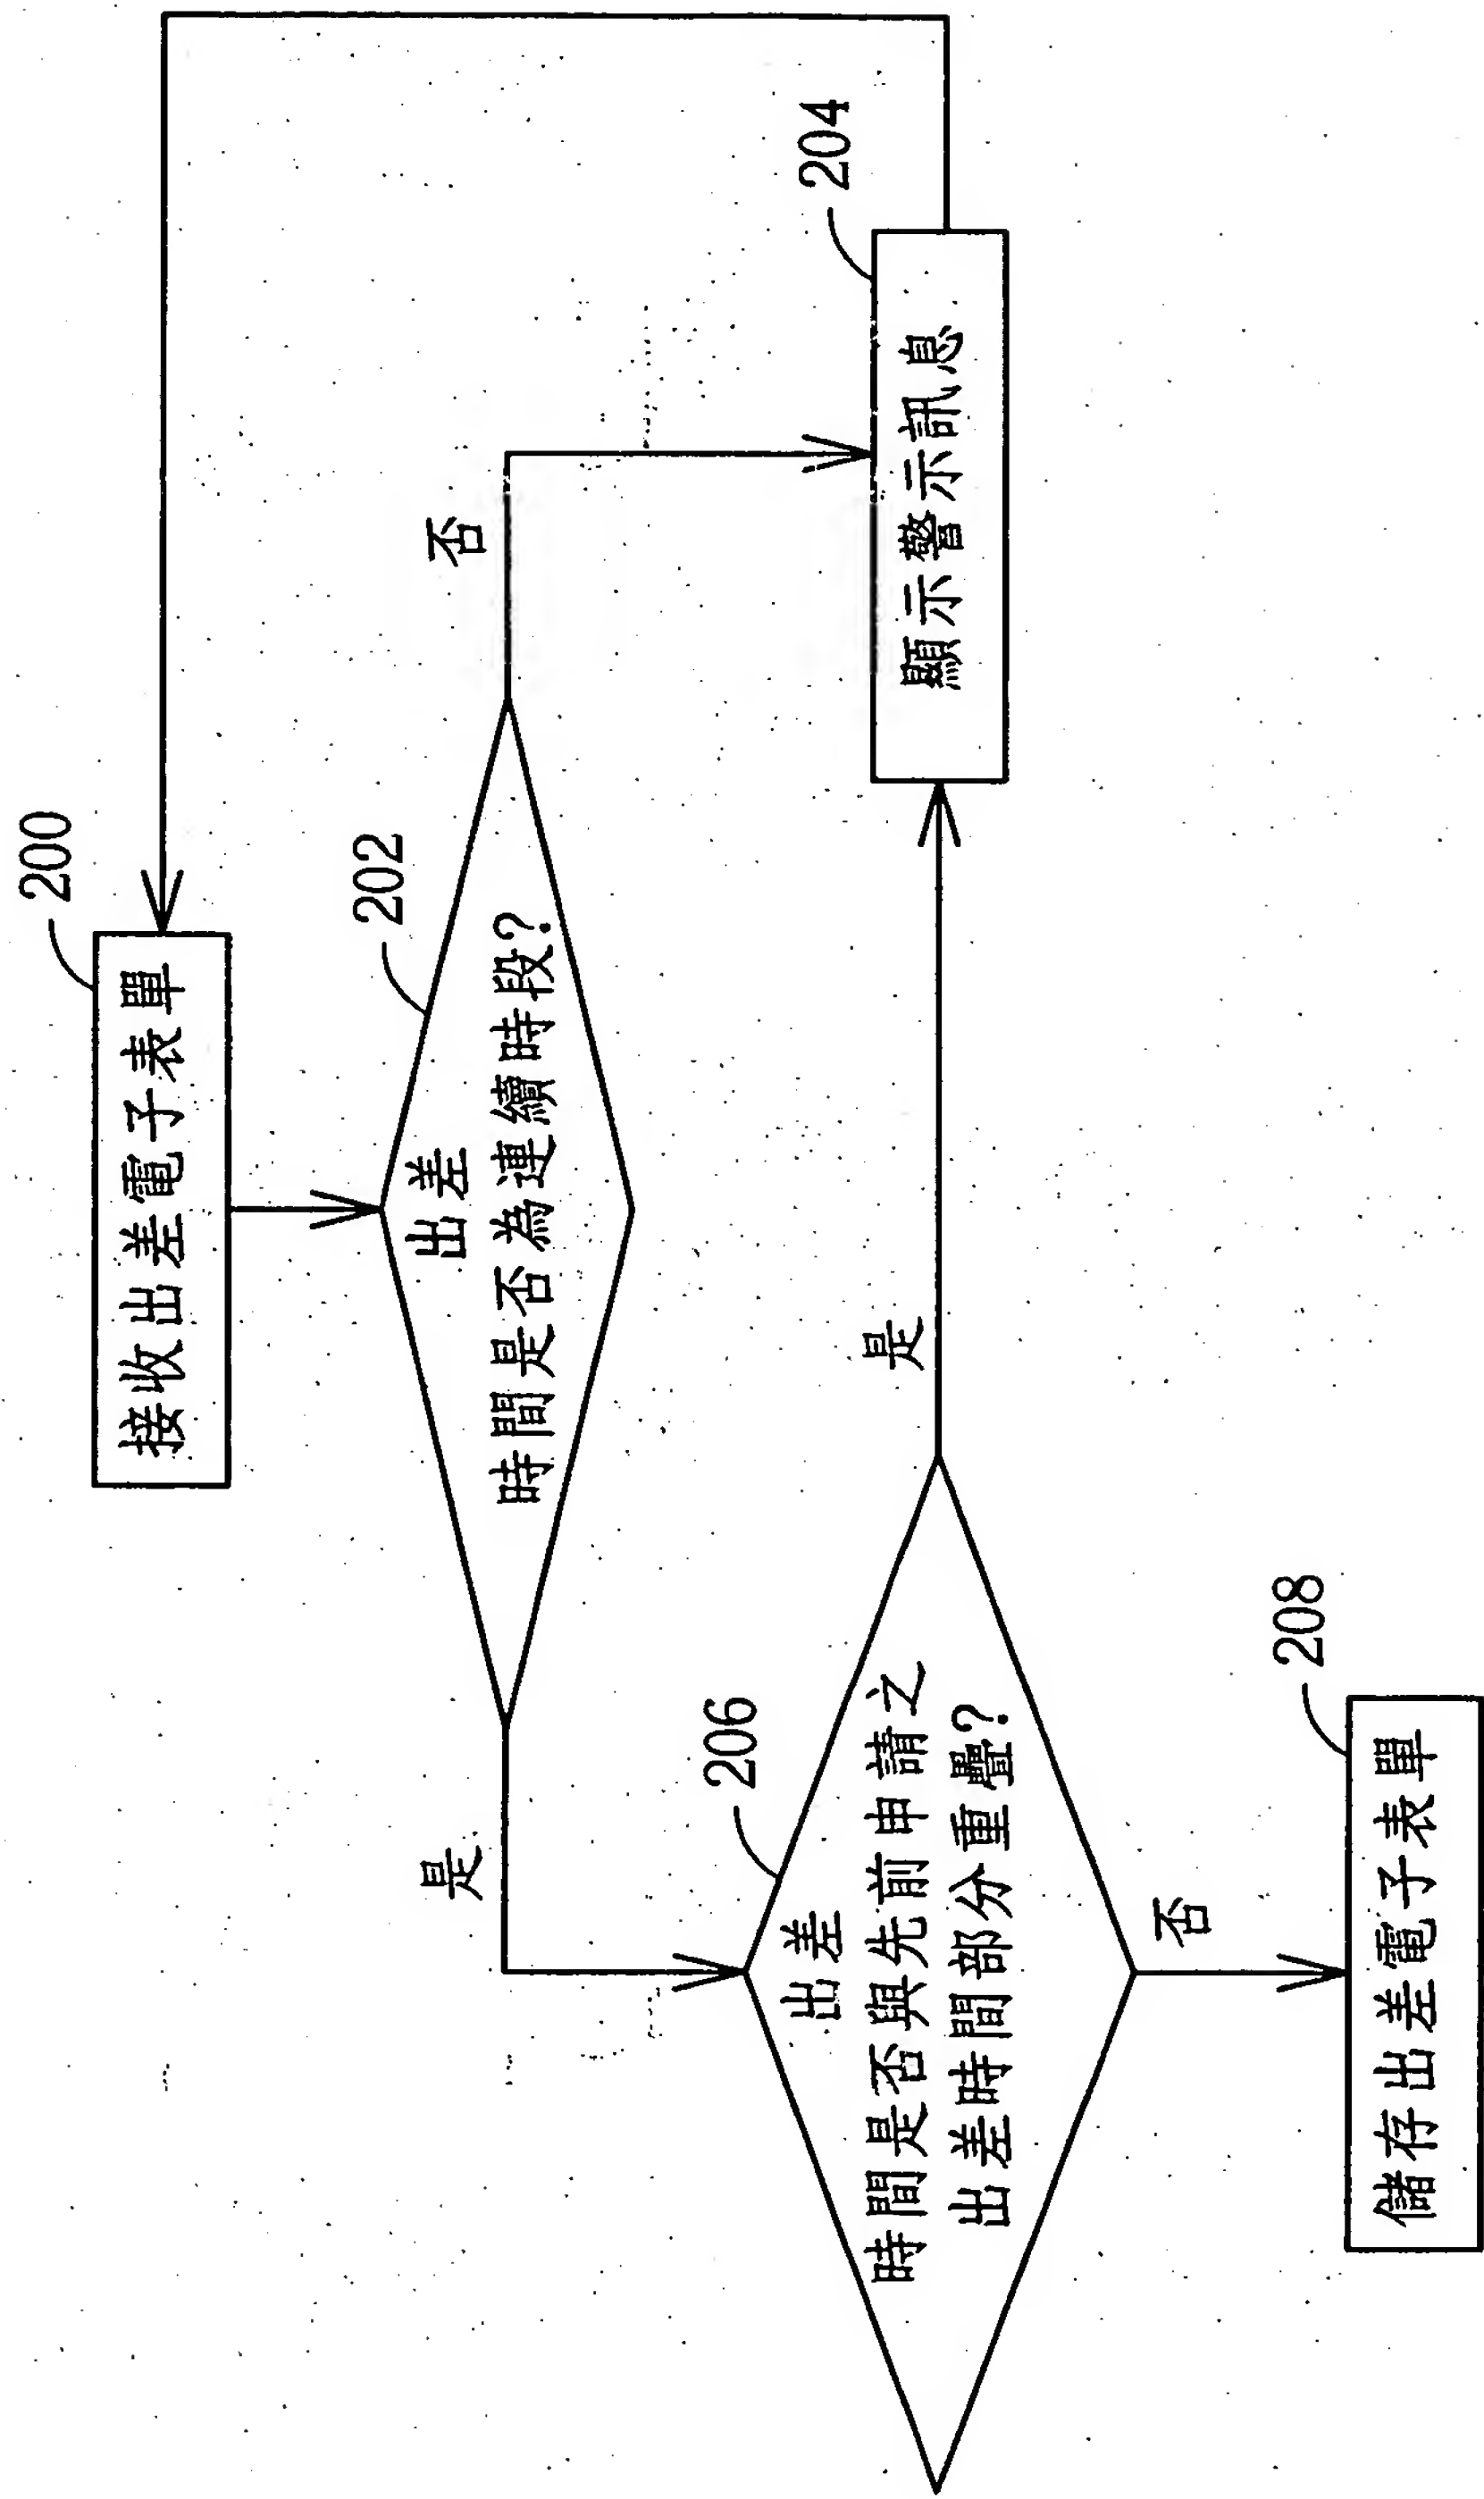 200
接收出差電子表單
202
出差
時間是否為連續時段?
否
是
204
顯示警示訊息
206
出差
時間是否與先前申請之
出差時間部分重疊?
是
否
208
儲存出差電子表單